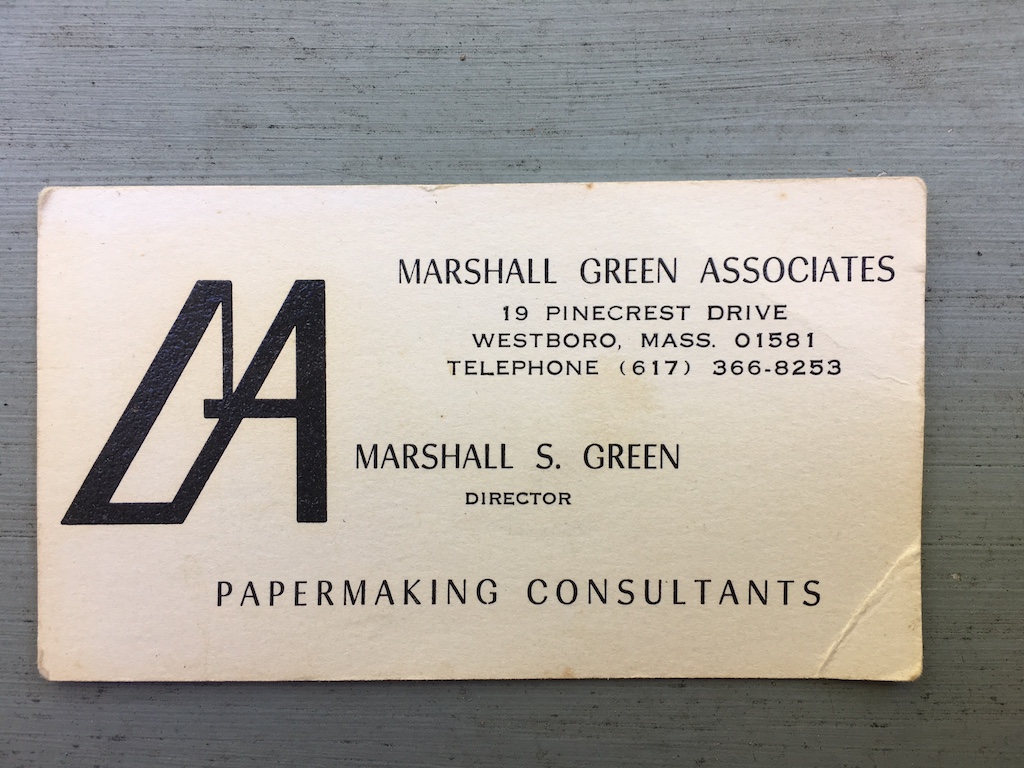 MARSHALL GREEN ASSOCIATES
19 PINECREST DRIVE
WESTBORO, MASS. 01581
TELEPHONE (617) 366-8253
MARSHALL S. GREEN
DIRECTOR
PAPERMAKING CONSULTANTS